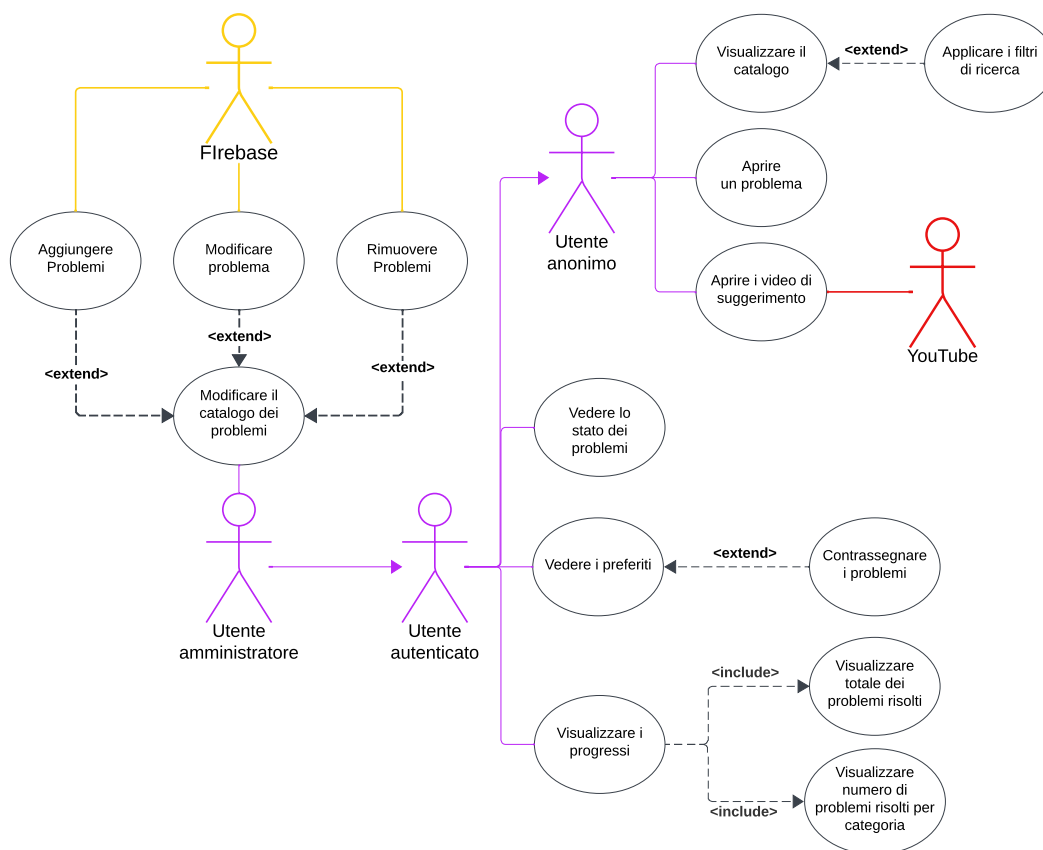 FIrebase
Aggiungere
Problemi
Modificare
problema
Rimuovere
Problemi
<extend>
<extend>
<extend>
Modificare il
catalogo dei
problemi
Utente
amministratore
Utente
autenticato
Utente
anonimo
Visualizzare il
catalogo
<extend>
Applicare i filtri
di ricerca
Aprire
un problema
Aprire i video di
suggerimento
YouTube
Vedere lo
stato dei
problemi
Vedere i preferiti
<extend>
Contrassegnare
i problemi
Visualizzare i
progressi
<include>
Visualizzare
totale dei
problemi risolti
<include>
Visualizzare
numero di
problemi risolti per
categoria